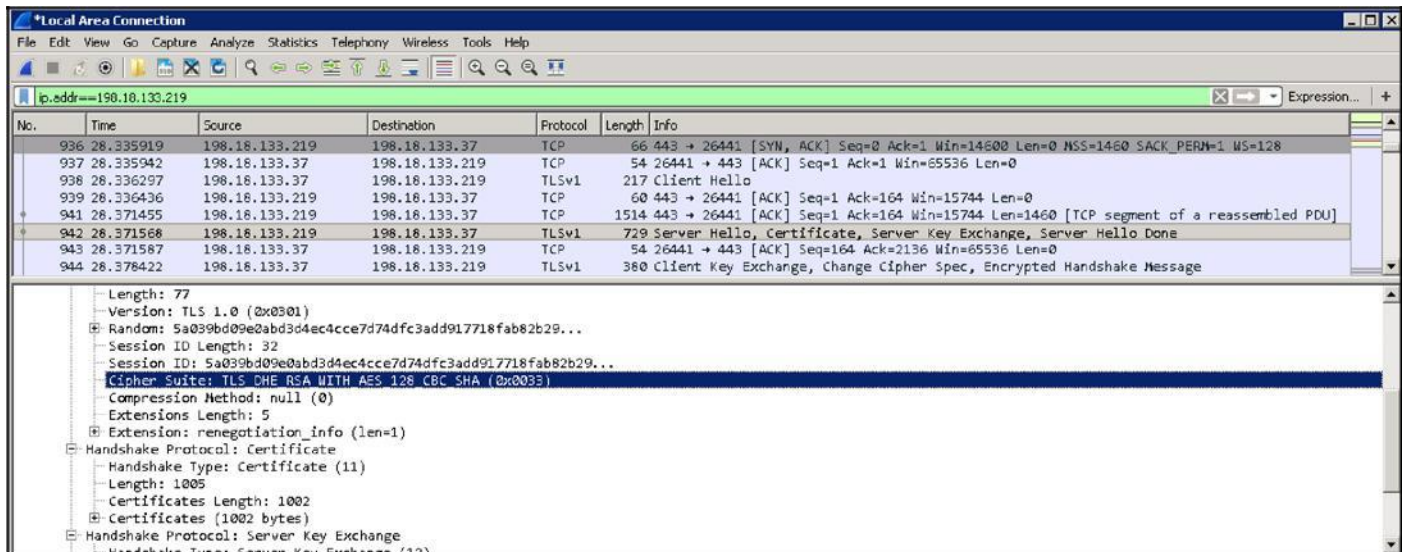 *Local Area Connection
File Edit View Go Capture Analyze Statistics Telephony Wireless Tools Help
ip.addr==198.18.133.219 Expression... +
No. Time Source Destination Protocol Length Info
936 28.335919 198.18.133.219 198.18.133.37 TCP 66 443 → 26441 [SYN, ACK] Seq=0 Ack=1 Win=14600 Len=0 MSS=1460 SACK_PERM=1 WS=128
937 28.335942 198.18.133.37 198.18.133.219 TCP 54 26441 → 443 [ACK] Seq=1 Ack=1 Win=65536 Len=0
938 28.336297 198.18.133.37 198.18.133.219 TLSv1 217 Client Hello
939 28.336436 198.18.133.219 198.18.133.37 TCP 60 443 → 26441 [ACK] Seq=1 Ack=164 Win=15744 Len=0
941 28.371455 198.18.133.219 198.18.133.37 TCP 1514 443 → 26441 [ACK] Seq=1 Ack=164 Win=15744 Len=1460 [TCP segment of a reassembled PDU]
942 28.371568 198.18.133.219 198.18.133.37 TLSv1 729 Server Hello, Certificate, Server Key Exchange, Server Hello Done
943 28.371587 198.18.133.37 198.18.133.219 TCP 54 26441 → 443 [ACK] Seq=164 Ack=2136 Win=65536 Len=0
944 28.378422 198.18.133.37 198.18.133.219 TLSv1 380 Client Key Exchange, Change Cipher Spec, Encrypted Handshake Message
Length: 77
Version: TLS 1.0 (0x0301)
Random: 5a039bd09e0abd3d4ec4cce7d74dfc3add917718fab82b29...
Session ID Length: 32
Session ID: 5a039bd09e0abd3d4ec4cce7d74dfc3add917718fab82b29...
Cipher Suite: TLS_DHE_RSA_WITH_AES_128_CBC_SHA (0x0033)
Compression Method: null (0)
Extensions Length: 5
Extension: renegotiation_info (len=1)
Handshake Protocol: Certificate
Handshake Type: Certificate (11)
Length: 1005
Certificates Length: 1002
Certificates (1002 bytes)
Handshake Protocol: Server Key Exchange
Handshake Type: Server Key Exchange (12)